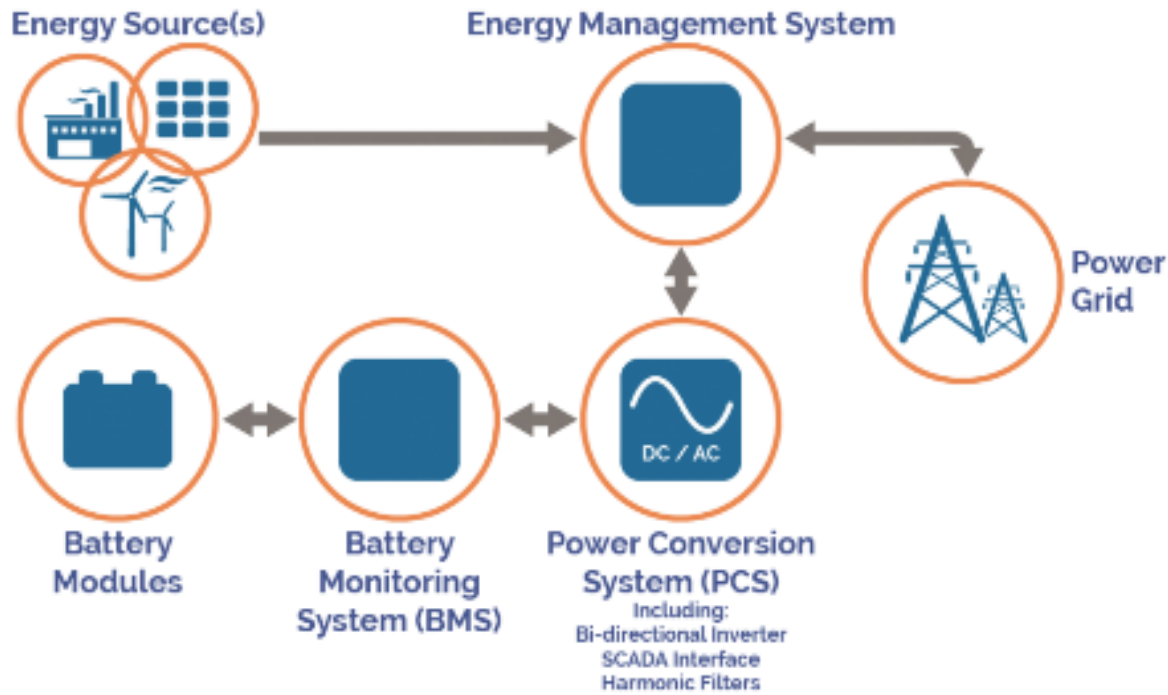 Energy Source(s)
Energy Management System
Power
Grid
DC / AC
Battery
Modules
Battery
Monitoring
System (BMS)
Power Conversion
System (PCS)
Including:
Bi-directional Inverter
SCADA Interface
Harmonic Filters